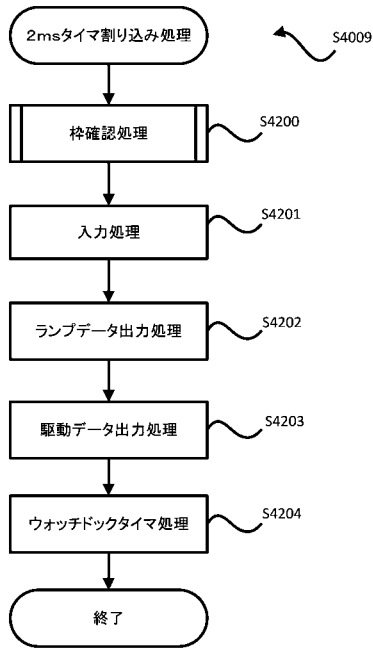 2msタイマ割り込み処理
S4009
枠確認処理
S4200
入力処理
S4201
ランプデータ出力処理
S4202
駆動データ出力処理
S4203
ウォッチドックタイマ処理
S4204
終了